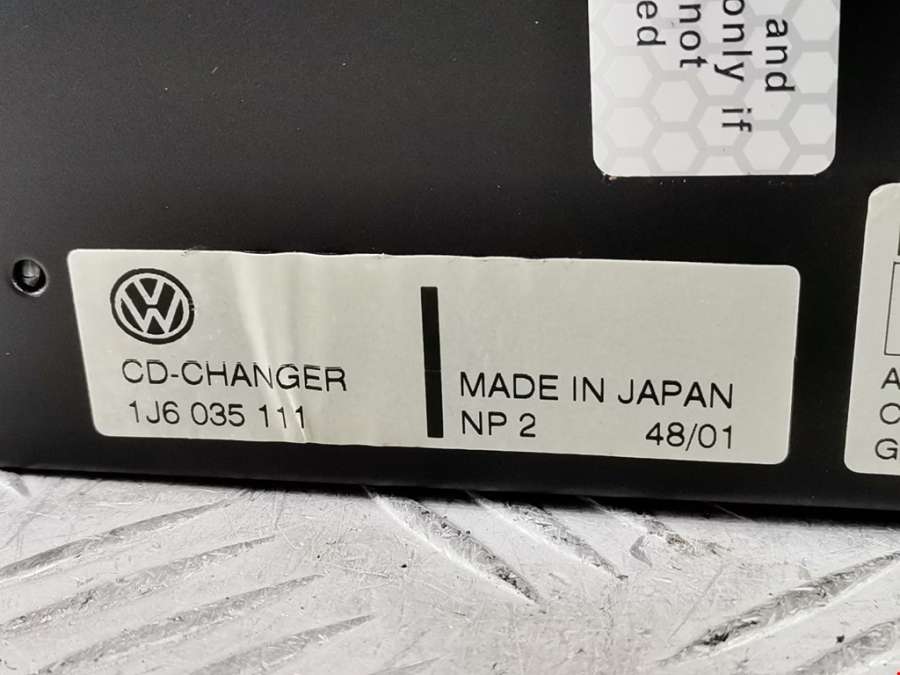 and
only if
not
ed
CD-CHANGER
1J6 035 111
MADE IN JAPAN
NP 2 48/01
A
C
G